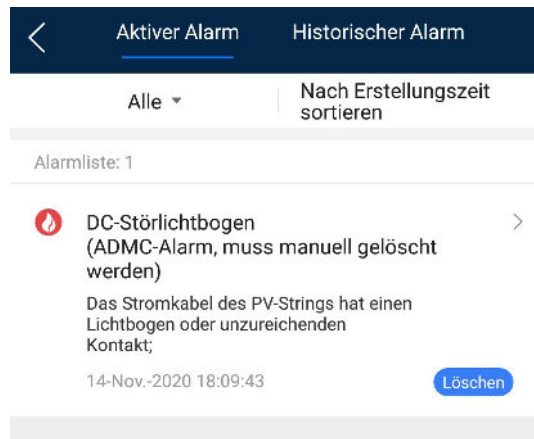 Aktiver Alarm Historischer Alarm
Alle Nach Erstellungszeit
sortieren
Alarmliste: 1
DC-Störlichtbogen
(ADMC-Alarm, muss manuell gelöscht
werden)
Das Stromkabel des PV-Strings hat einen
Lichtbogen oder unzureichenden
Kontakt;
14-Nov.-2020 18:09:43 Löschen